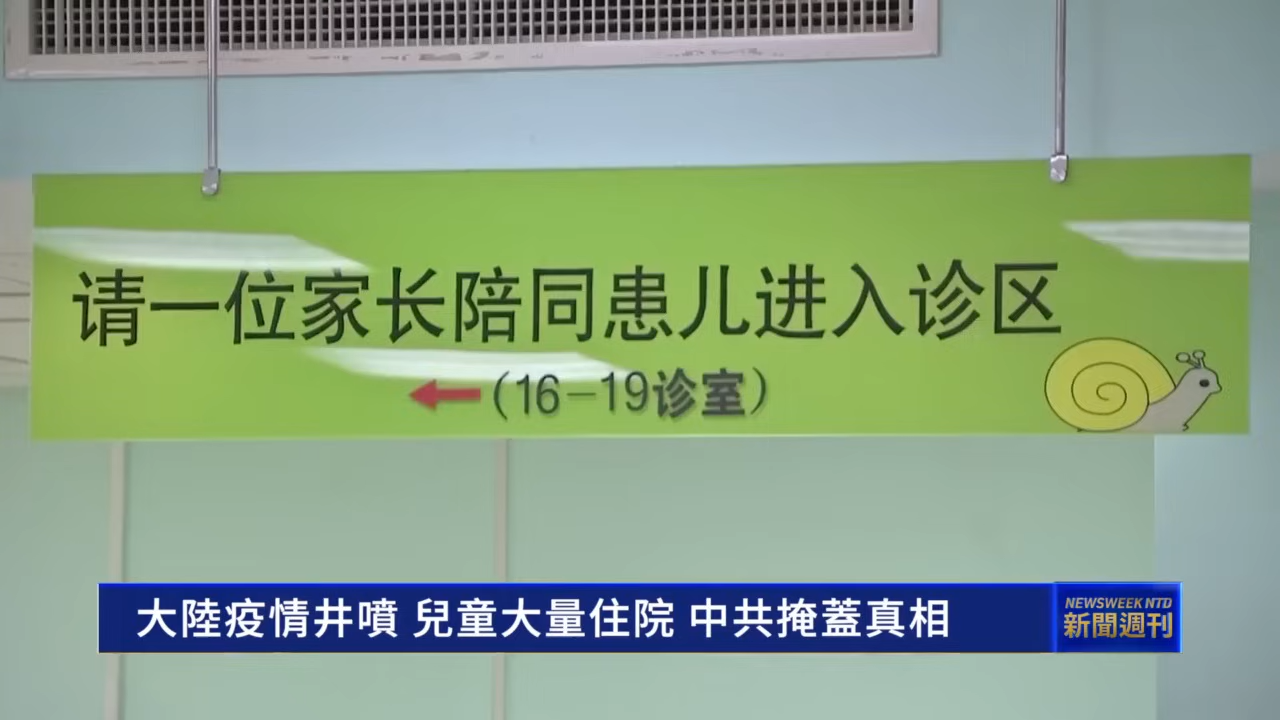 请一位家长陪同患儿进入诊区
(16-19诊室)
大陸疫情井噴 兒童大量住院 中共掩蓋真相
NEWSWEEK NTD
新聞週刊